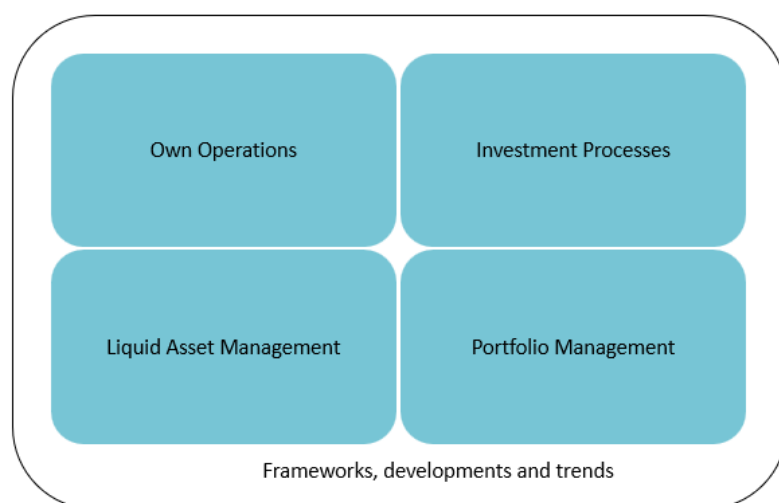 Own Operations
Investment Processes
Liquid Asset Management
Portfolio Management
Frameworks, developments and trends